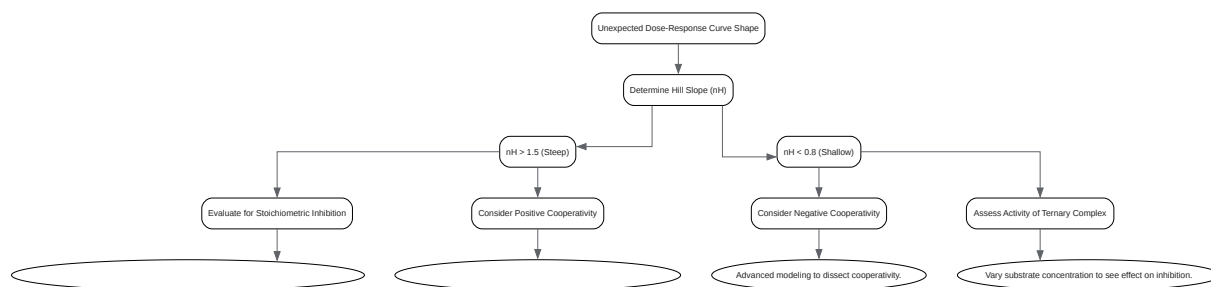 Unexpected Dose-Response Curve Shape
Determine Hill Slope (nH)
nH > 1.5 (Steep)
nH < 0.8 (Shallow)
Evaluate for Stoichiometric Inhibition
Consider Positive Cooperativity
Consider Negative Cooperativity
Assess Activity of Ternary Complex
Advanced modeling to dissect cooperativity.
Vary substrate concentration to see effect on inhibition.